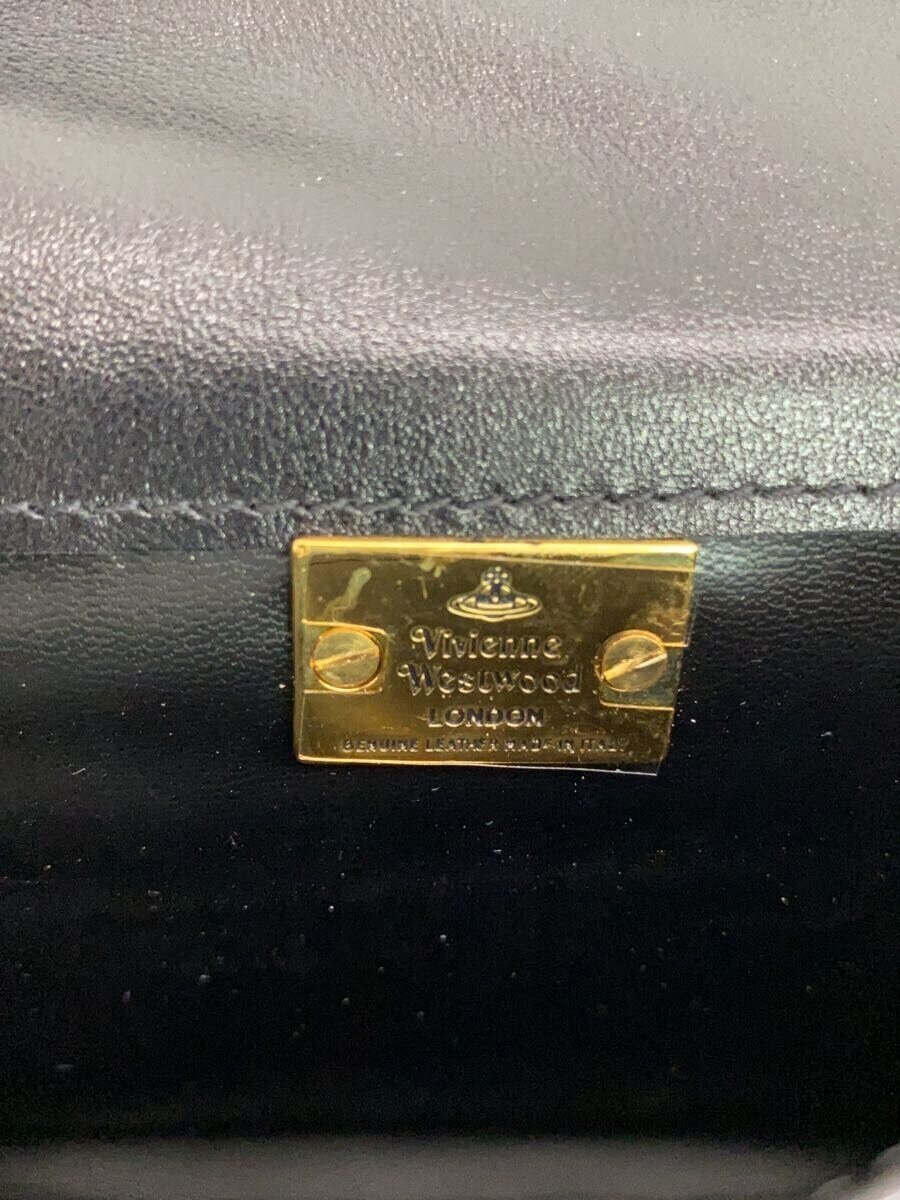 Vivienne
Westwood
LONDON
GENUINE LEATHER MADE IN ITALY